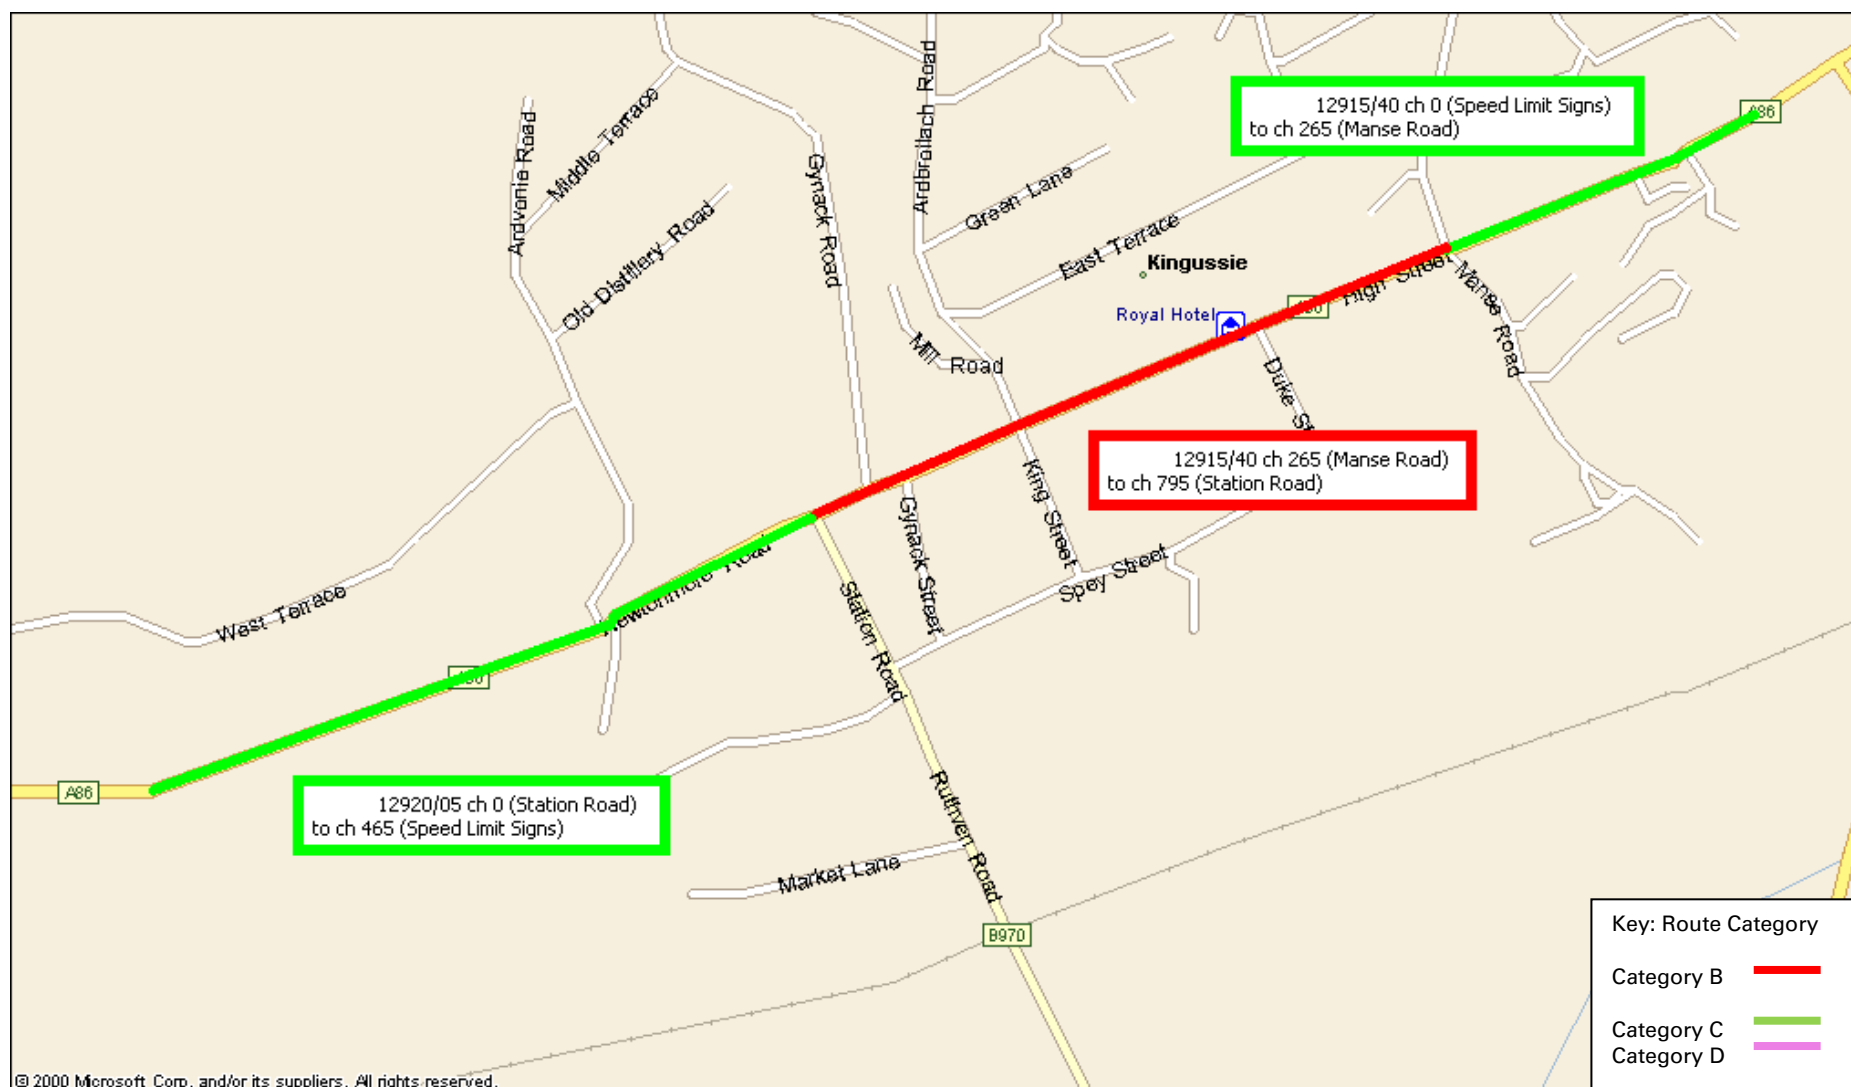 12915/40 ch 0 (Speed Limit Signs)
to ch 265 (Manse Road)
A86
Ardbroilach Road
Middle Terrace
Ardvonie Road
Gynack Road
Green Lane
Old Distillery Road
East Terrace
Kingussie
High Street
Manse Road
Royal Hotel
Mill Road
Duke St
12915/40 ch 265 (Manse Road)
to ch 795 (Station Road)
King Street
Gynack Street
Spey Street
Newtonmore Road
Station Road
West Terrace
A86
12920/05 ch 0 (Station Road)
to ch 465 (Speed Limit Signs)
Ruthven Road
Market Lane
B970
Key: Route Category
Category B
Category C
Category D
© 2000 Microsoft Corp. and/or its suppliers. All rights reserved.